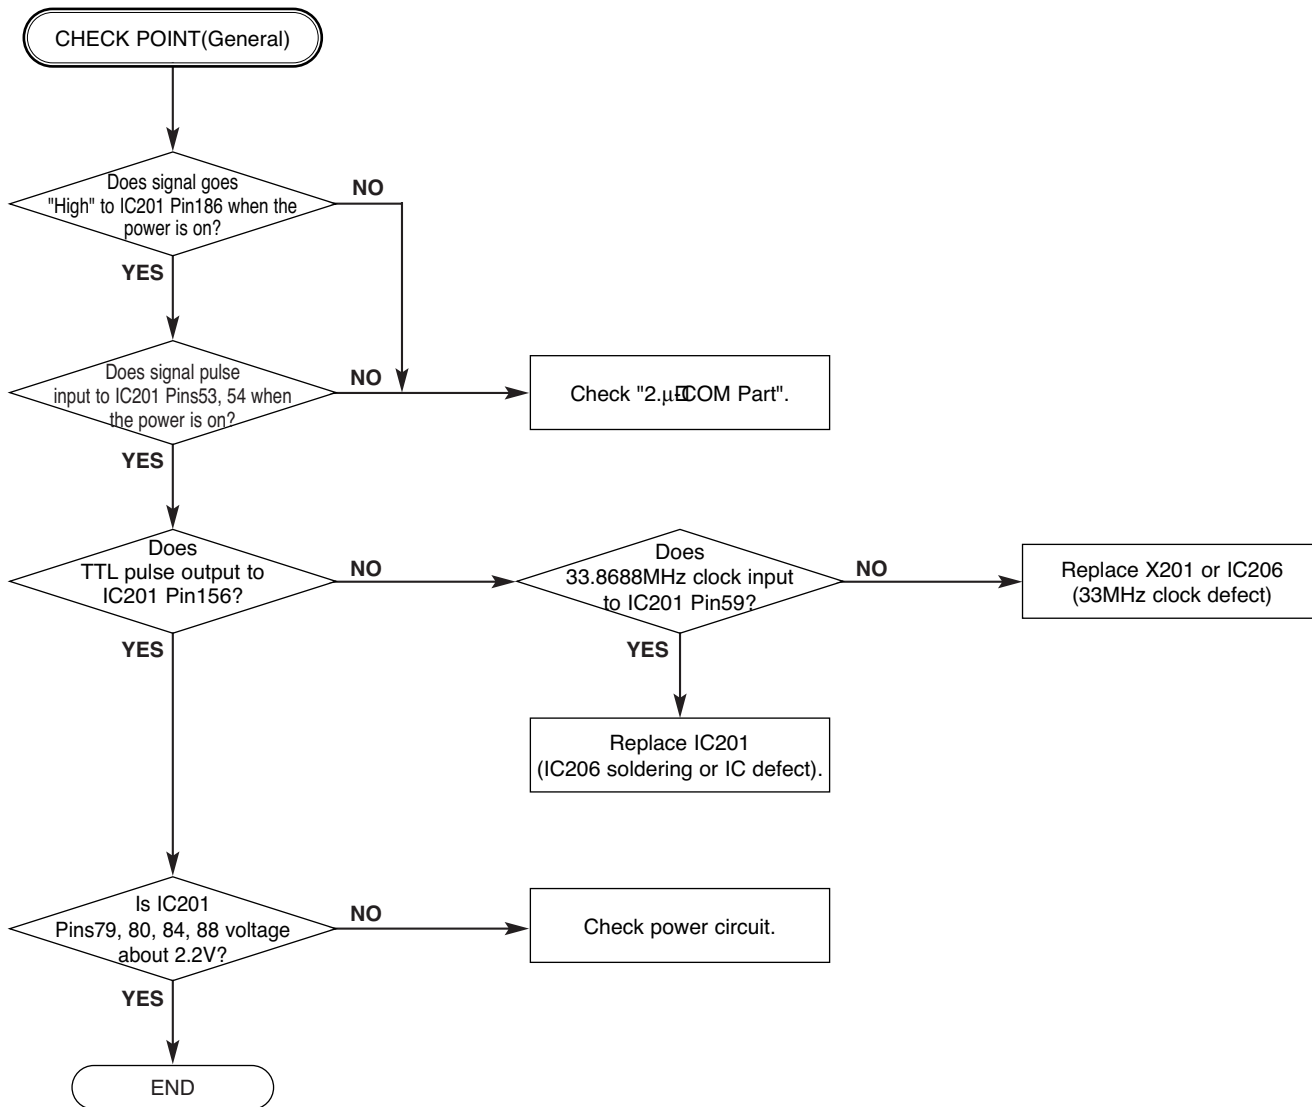 CHECK POINT(General)
Does signal goes
"High" to IC201 Pin186 when the
power is on?
NO
YES
Does signal pulse
input to IC201 Pins53, 54 when
the power is on?
NO
Check "2.µ-COM Part".
YES
Does
TTL pulse output to
IC201 Pin156?
NO
Does
33.8688MHz clock input
to IC201 Pin59?
NO
Replace X201 or IC206
(33MHz clock defect)
YES
YES
Replace IC201
(IC206 soldering or IC defect).
Is IC201
Pins79, 80, 84, 88 voltage
about 2.2V?
NO
Check power circuit.
YES
END